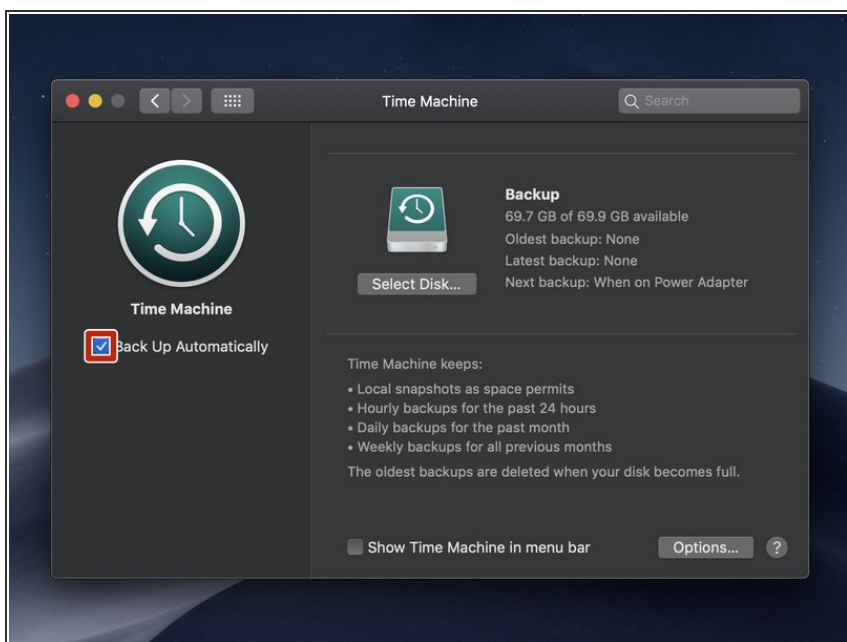 Time Machine
Search
Time Machine
Back Up Automatically
Select Disk...
Backup
69.7 GB of 69.9 GB available
Oldest backup: None
Latest backup: None
Next backup: When on Power Adapter
Time Machine keeps:
• Local snapshots as space permits
• Hourly backups for the past 24 hours
• Daily backups for the past month
• Weekly backups for all previous months
The oldest backups are deleted when your disk becomes full.
Show Time Machine in menu bar
Options...
?